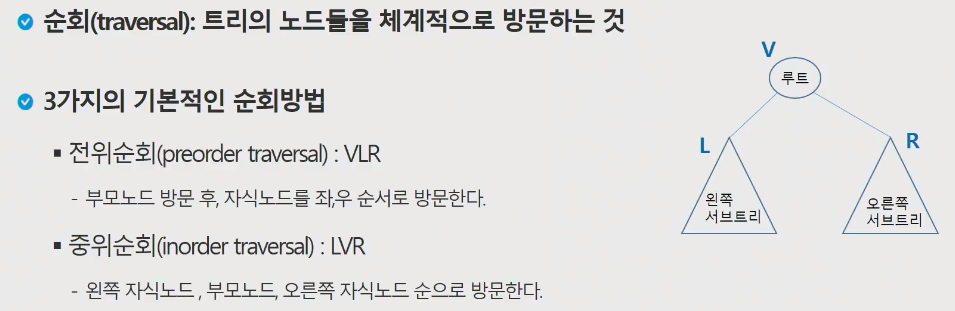 순회(traversal): 트리의 노드들을 체계적으로 방문하는 것
3가지의 기본적인 순회방법
전위순회(preorder traversal) : VLR
- 부모노드 방문 후, 자식노드를 좌,우 순서로 방문한다.
중위순회(inorder traversal) : LVR
- 왼쪽 자식노드 , 부모노드, 오른쪽 자식노드 순으로 방문한다.
V
루트
L
R
왼쪽
서브트리
오른쪽
서브트리